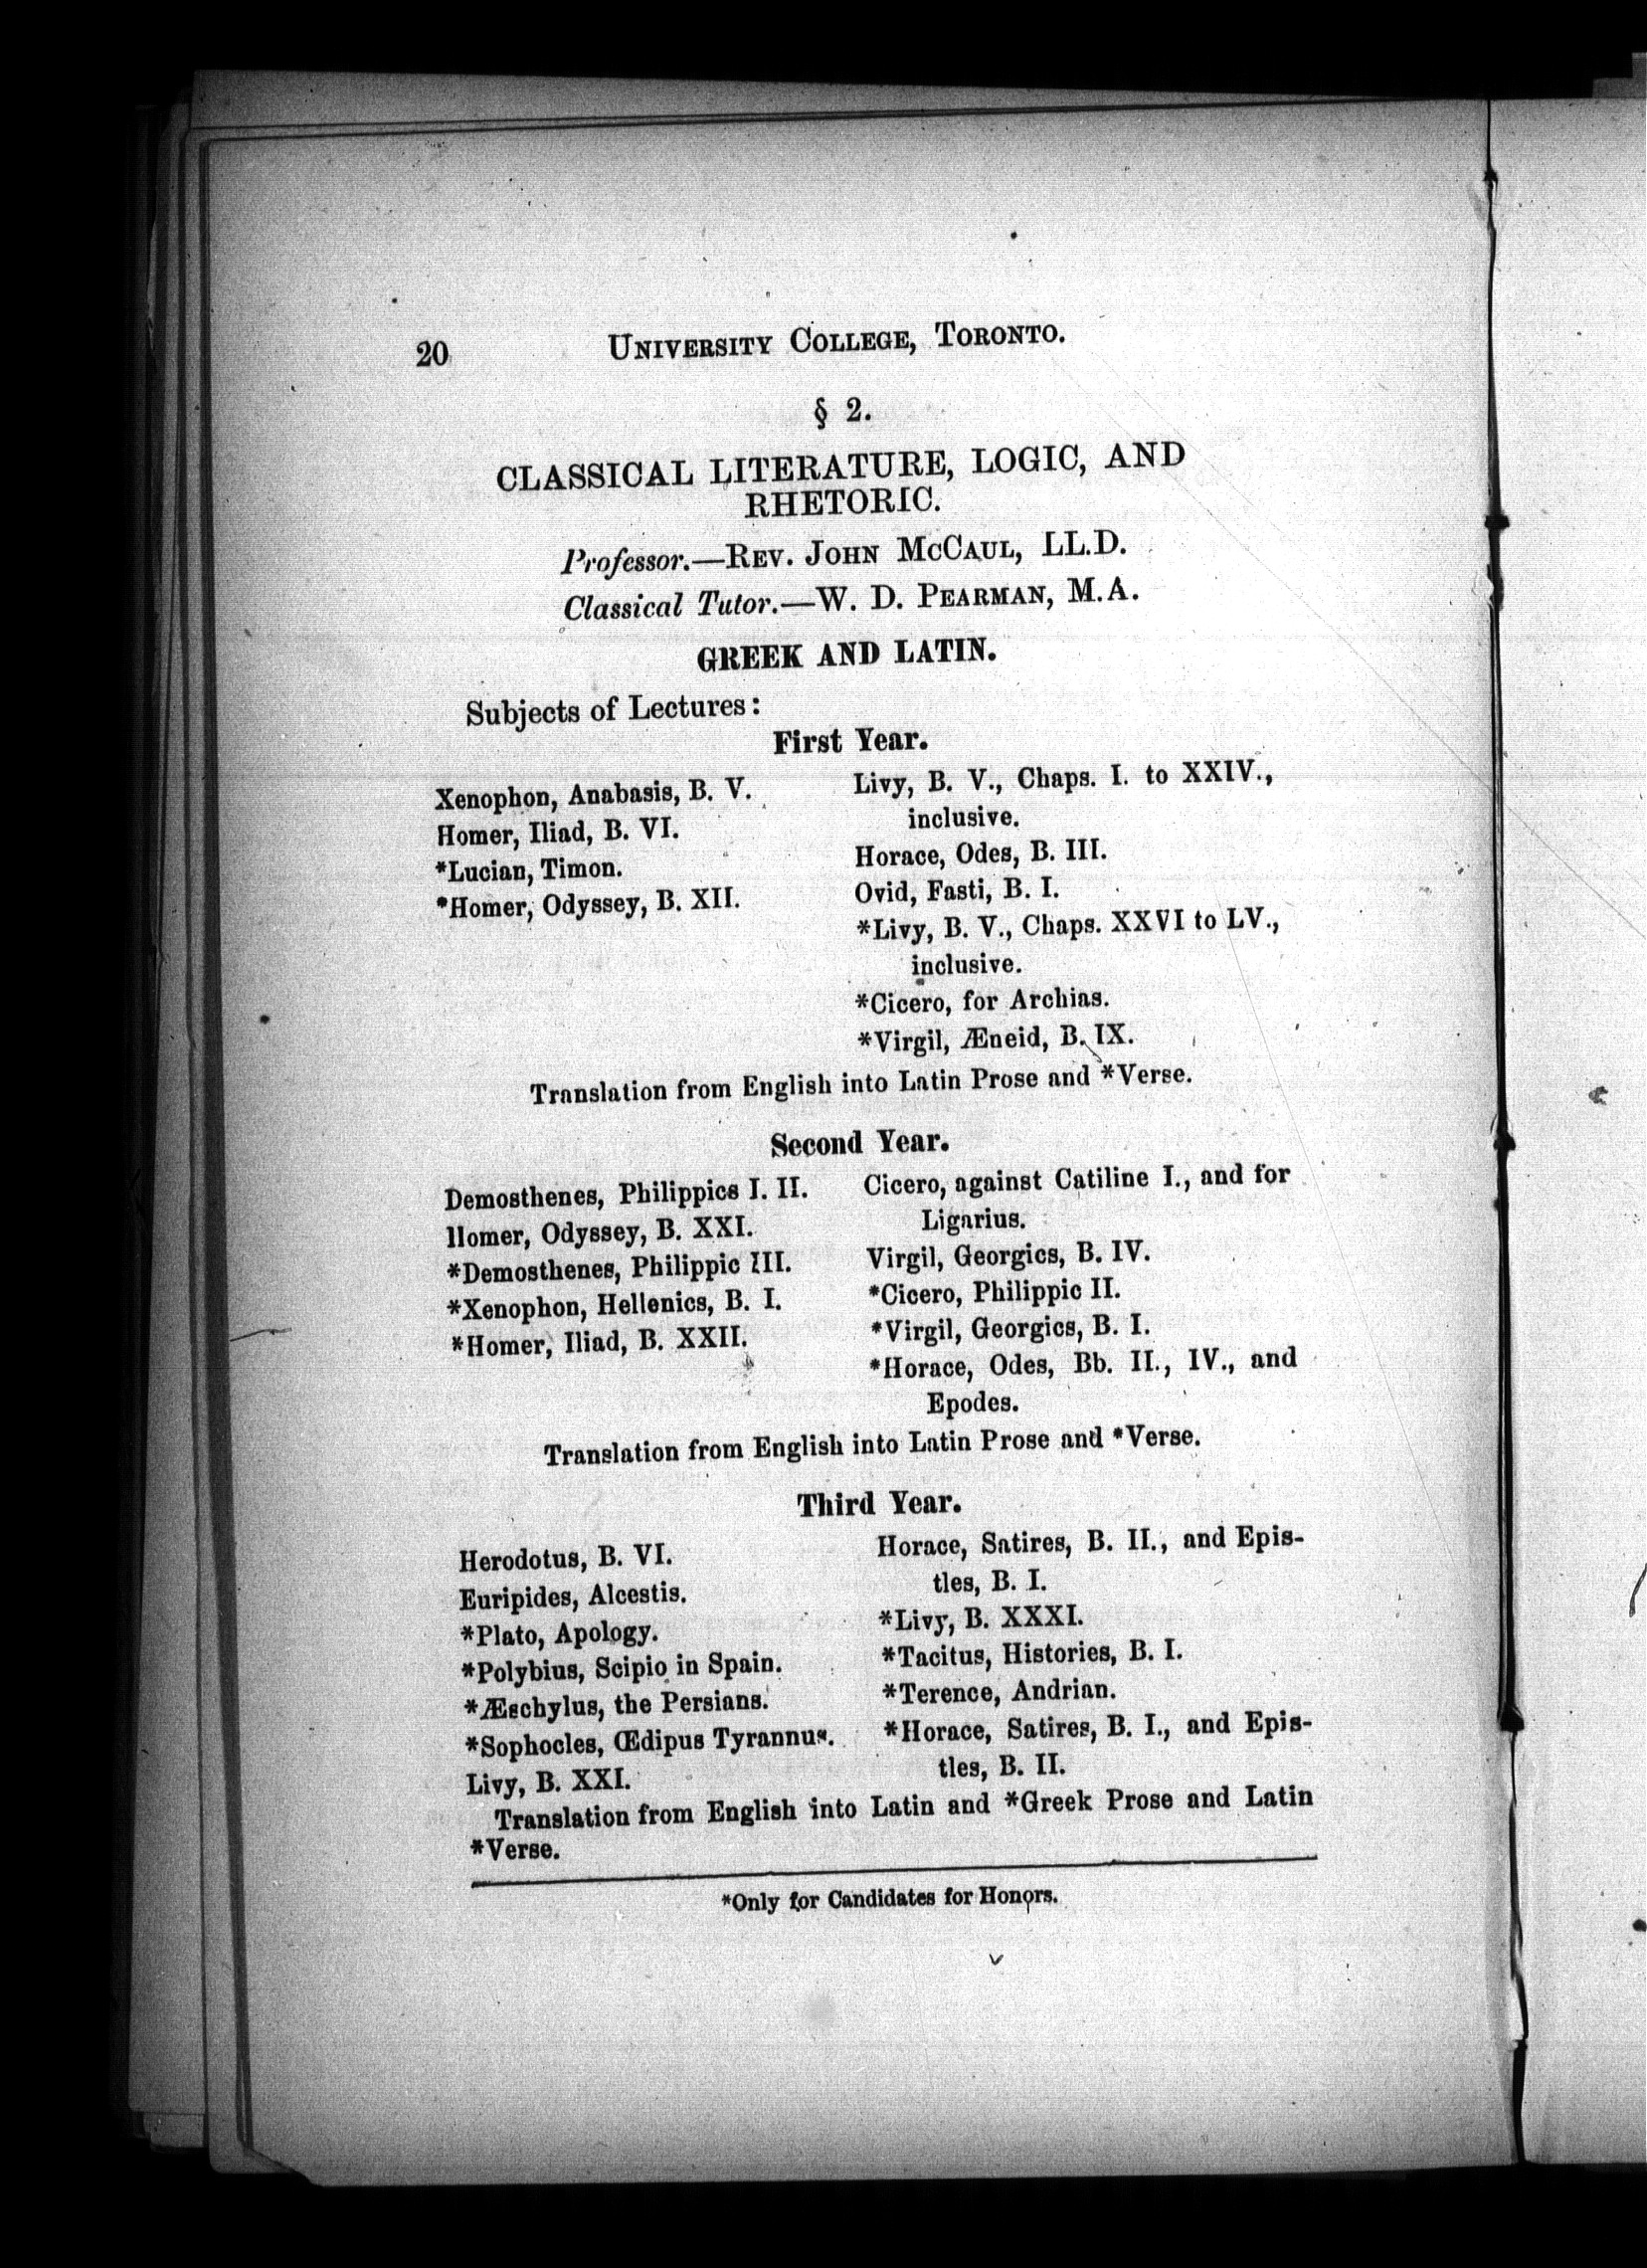 20
UNIVERSITY COLLEGE, TORONTO.
§ 2.
CLASSICAL LITERATURE, LOGIC, AND
RHETORIC.
Professor.—REV. JOHN MCCAUL, LL.D.
Classical Tutor.—W. D. PEARMAN, M.A.
GREEK AND LATIN.
Subjects of Lectures:
First Year.
Xenophon, Anabasis, B. V.
Homer, Iliad, B. VI.
*Lucian, Timon.
*Homer, Odyssey, B. XII.
Livy, B. V., Chaps. I. to XXIV.,
inclusive.
Horace, Odes, B. III.
Ovid, Fasti, B. I.
*Livy, B. V., Chaps. XXVI to LV.,
inclusive.
*Cicero, for Archias.
*Virgil, Æneid, B. IX.
Translation from English into Latin Prose and *Verse.
Second Year.
Demosthenes, Philippics I. II.
Homer, Odyssey, B. XXI.
*Demosthenes, Philippic III.
*Xenophon, Hellenics, B. I.
*Homer, Iliad, B. XXII.
Cicero, against Catiline I., and for
Ligarius.
Virgil, Georgics, B. IV.
*Cicero, Philippic II.
*Virgil, Georgics, B. I.
*Horace, Odes, Bb. II., IV., and
Epodes.
Translation from English into Latin Prose and *Verse.
Third Year.
Herodotus, B. VI.
Euripides, Alcestis.
*Plato, Apology.
*Polybius, Scipio in Spain.
*Æschylus, the Persians.
*Sophocles, Œdipus Tyrannus.
Livy, B. XXI.
Horace, Satires, B. II., and Epis-
tles, B. I.
*Livy, B. XXXI.
*Tacitus, Histories, B. I.
*Terence, Andrian.
*Horace, Satires, B. I., and Epis-
tles, B. II.
Translation from English into Latin and *Greek Prose and Latin
*Verse.
*Only for Candidates for Honors.